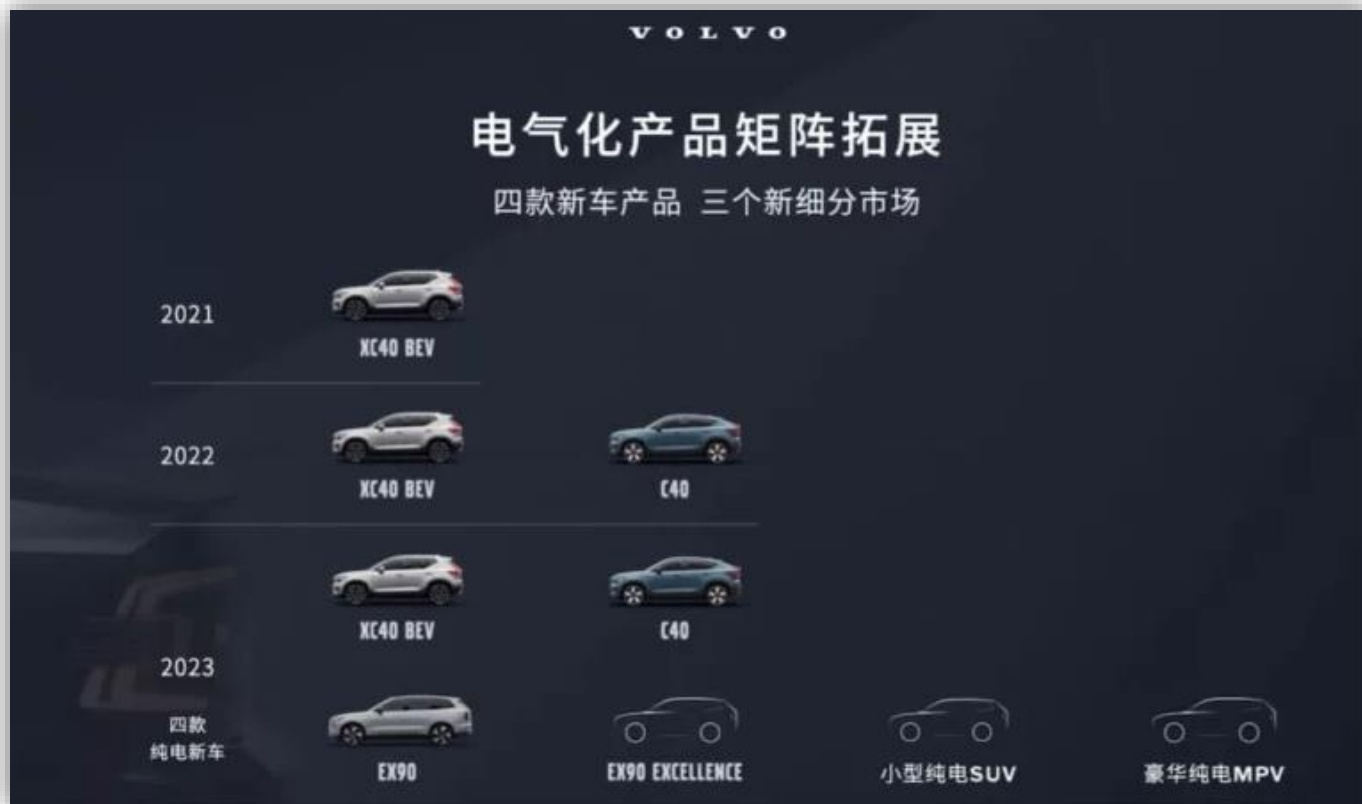 VOLVO
电气化产品矩阵拓展
四款新车产品 三个新细分市场
2021
XC40 BEV
2022
XC40 BEV
C40
XC40 BEV
C40
2023
四款
纯电新车
EX90
EX90 EXCELLENCE
小型纯电SUV
豪华纯电MPV